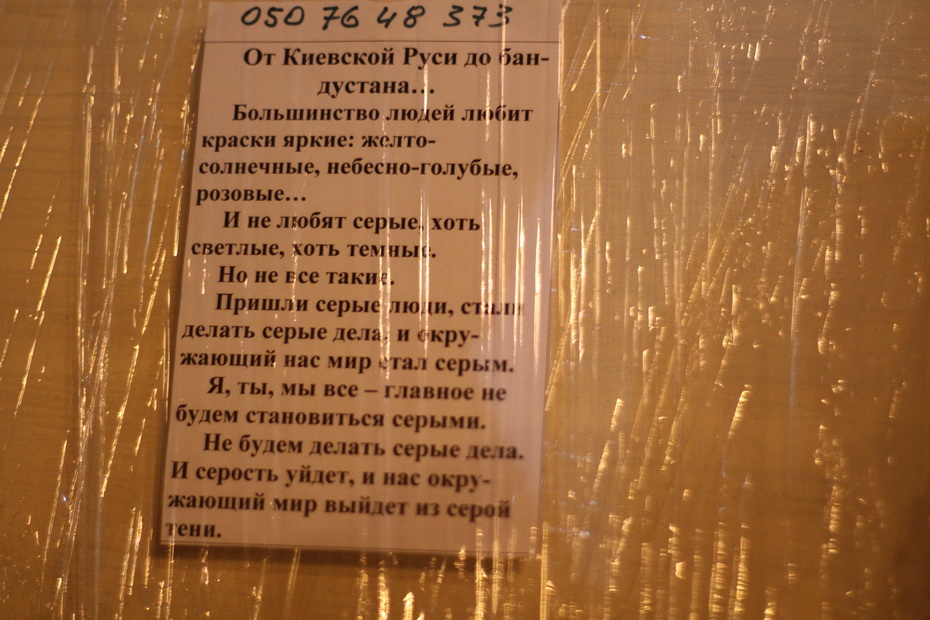 050 76 48 373
От Киевской Руси до бан-
дустана...
Большинство людей любит
краски яркие: желто-
солнечные, небесно-голубые,
розовые...
И не любят серые, хоть
светлые, хоть темные.
Но не все такие.
Пришли серые люди, стали
делать серые дела, и окру-
жаюший нас мир стал серым.
Я, ты, мы все – главное не
будем становиться серыми.
Не будем делать серые дела.
И серость уйдет, и нас окру-
жающий мир выйдет из серой
тени.